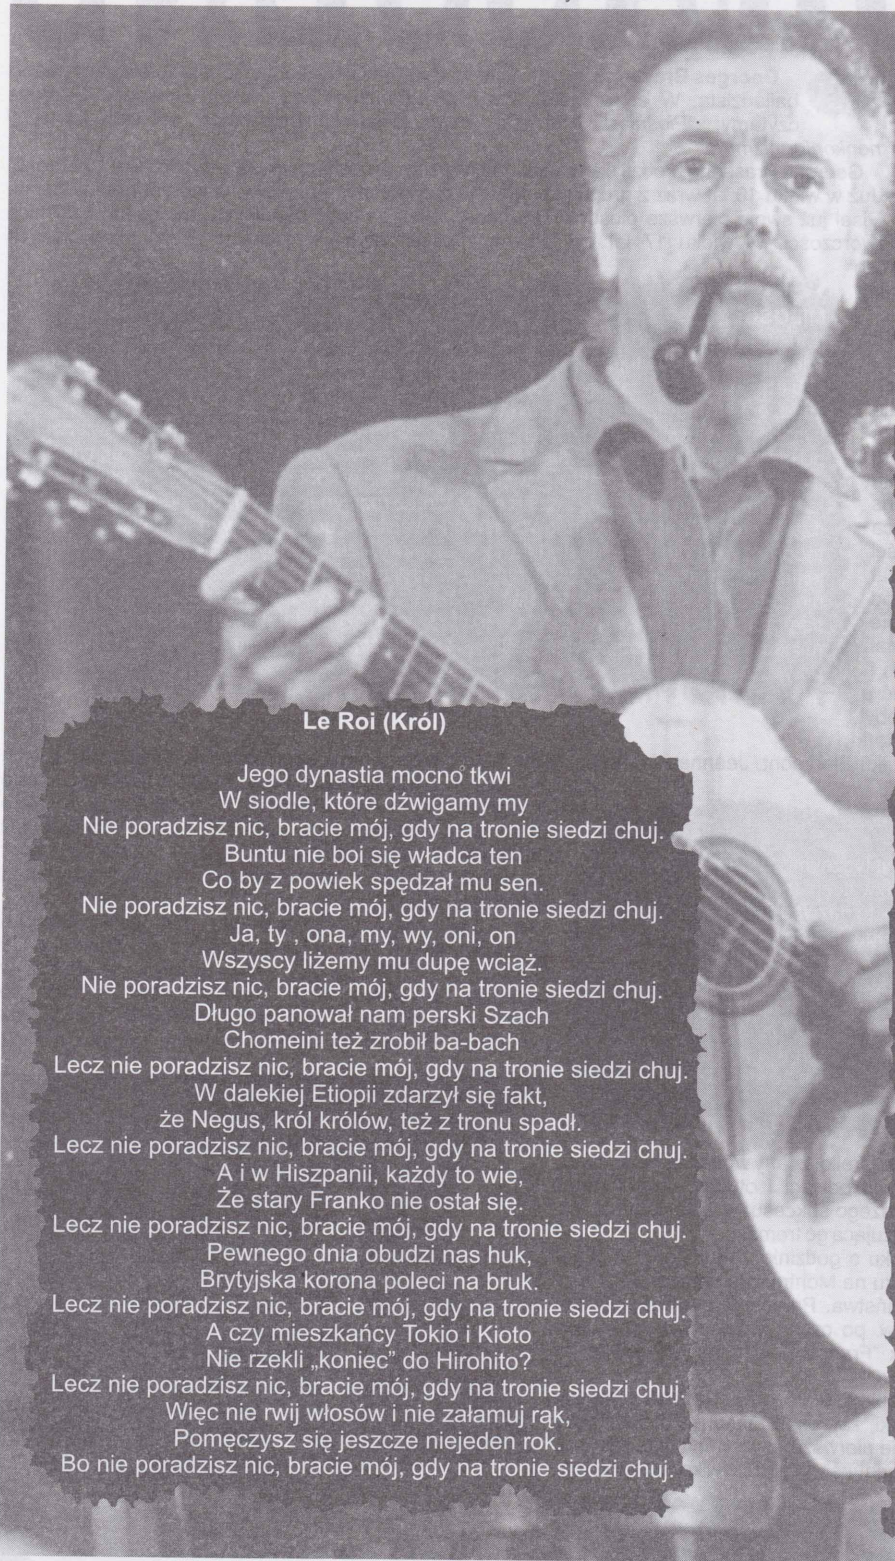 Le Roi (Król)
Jego dynastia mocno tkwi
W siodle, które dźwigamy my
Nie poradzisz nic, bracie mój, gdy na tronie siedzi chuj.
Buntu nie boi się władca ten
Co by z powiek spędzał mu sen.
Nie poradzisz nic, bracie mój, gdy na tronie siedzi chuj.
Ja, ty , ona, my, wy, oni, on
Wszyscy liżemy mu dupę wciąż.
Nie poradzisz nic, bracie mój, gdy na tronie siedzi chuj.
Długo panował nam perski Szach
Chomeini też zrobił ba-bach
Lecz nie poradzisz nic, bracie mój, gdy na tronie siedzi chuj.
W dalekiej Etiopii zdarzył się fakt,
że Negus, król królów, też z tronu spadł.
Lecz nie poradzisz nic, bracie mój, gdy na tronie siedzi chuj.
A i w Hiszpanii, każdy to wie,
Że stary Franko nie ostał się.
Lecz nie poradzisz nic, bracie mój, gdy na tronie siedzi chuj.
Pewnego dnia obudzi nas huk,
Brytyjska korona poleci na bruk.
Lecz nie poradzisz nic, bracie mój, gdy na tronie siedzi chuj.
A czy mieszkańcy Tokio i Kioto
Nie rzekli „koniec” do Hirohito?
Lecz nie poradzisz nic, bracie mój, gdy na tronie siedzi chuj.
Więc nie rwij włosów i nie załamuj rąk,
Pomęczysz się jeszcze niejeden rok.
Bo nie poradzisz nic, bracie mój, gdy na tronie siedzi chuj.